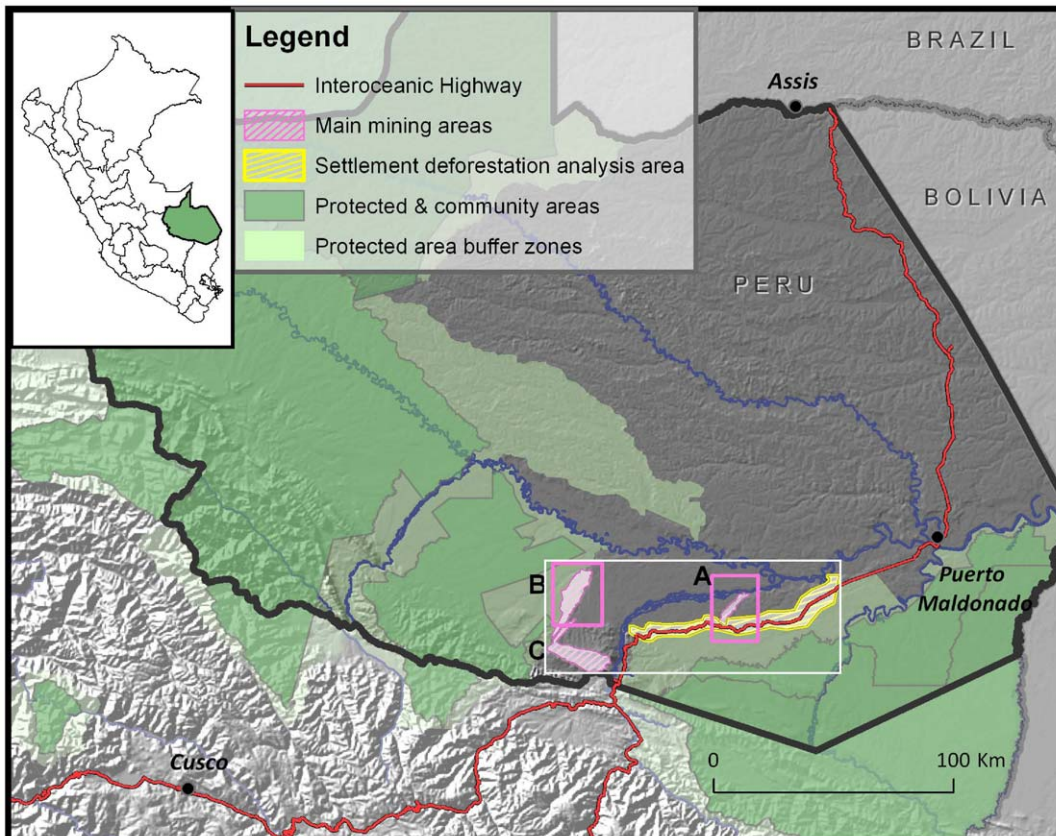 Legend
Interoceanic Highway
Main mining areas
Settlement deforestation analysis area
Protected & community areas
Protected area buffer zones
BRAZIL
Assis
BOLIVIA
PERU
Puerto
Maldonado
B
A
C
Cusco
0
100 Km